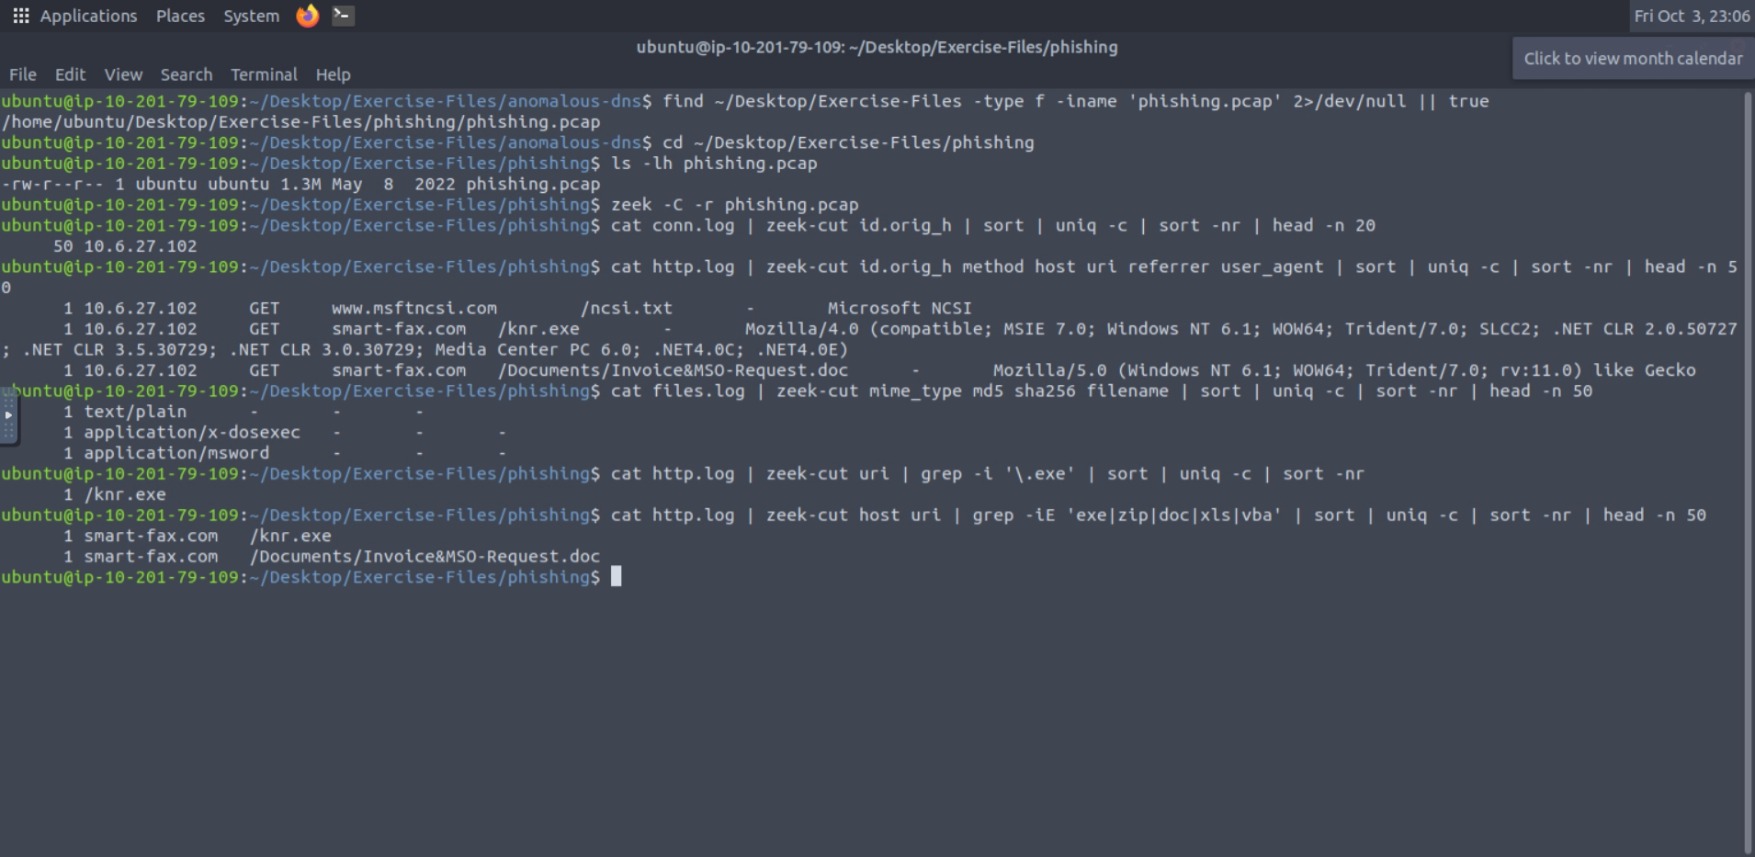 Applications Places System Fri Oct 3, 23:06
ubuntu@ip-10-201-79-109: ~/Desktop/Exercise-Files/phishing
Click to view month calendar
File Edit View Search Terminal Help
ubuntu@ip-10-201-79-109:~/Desktop/Exercise-Files/anomalous-dns$ find ~/Desktop/Exercise-Files -type f -iname 'phishing.pcap' 2>/dev/null || true
/home/ubuntu/Desktop/Exercise-Files/phishing/phishing.pcap
ubuntu@ip-10-201-79-109:~/Desktop/Exercise-Files/anomalous-dns$ cd ~/Desktop/Exercise-Files/phishing
ubuntu@ip-10-201-79-109:~/Desktop/Exercise-Files/phishing$ ls -lh phishing.pcap
-rw-r--r-- 1 ubuntu ubuntu 1.3M May  8  2022 phishing.pcap
ubuntu@ip-10-201-79-109:~/Desktop/Exercise-Files/phishing$ zeek -C -r phishing.pcap
ubuntu@ip-10-201-79-109:~/Desktop/Exercise-Files/phishing$ cat conn.log | zeek-cut id.orig_h | sort | uniq -c | sort -nr | head -n 20
     50 10.6.27.102
ubuntu@ip-10-201-79-109:~/Desktop/Exercise-Files/phishing$ cat http.log | zeek-cut id.orig_h method host uri referrer user_agent | sort | uniq -c | sort -nr | head -n 5
0
      1 10.6.27.102     GET     www.msftncsi.com        /ncsi.txt       -       Microsoft NCSI
      1 10.6.27.102     GET     smart-fax.com   /knr.exe        -       Mozilla/4.0 (compatible; MSIE 7.0; Windows NT 6.1; WOW64; Trident/7.0; SLCC2; .NET CLR 2.0.50727
; .NET CLR 3.5.30729; .NET CLR 3.0.30729; Media Center PC 6.0; .NET4.0C; .NET4.0E)
      1 10.6.27.102     GET     smart-fax.com   /Documents/Invoice&MSO-Request.doc      -       Mozilla/5.0 (Windows NT 6.1; WOW64; Trident/7.0; rv:11.0) like Gecko
ubuntu@ip-10-201-79-109:~/Desktop/Exercise-Files/phishing$ cat files.log | zeek-cut mime_type md5 sha256 filename | sort | uniq -c | sort -nr | head -n 50
      1 text/plain      -       -       -
      1 application/x-dosexec   -       -       -
      1 application/msword      -       -       -
ubuntu@ip-10-201-79-109:~/Desktop/Exercise-Files/phishing$ cat http.log | zeek-cut uri | grep -i '\.exe' | sort | uniq -c | sort -nr
      1 /knr.exe
ubuntu@ip-10-201-79-109:~/Desktop/Exercise-Files/phishing$ cat http.log | zeek-cut host uri | grep -iE 'exe|zip|doc|xls|vba' | sort | uniq -c | sort -nr | head -n 50
      1 smart-fax.com   /knr.exe
      1 smart-fax.com   /Documents/Invoice&MSO-Request.doc
ubuntu@ip-10-201-79-109:~/Desktop/Exercise-Files/phishing$